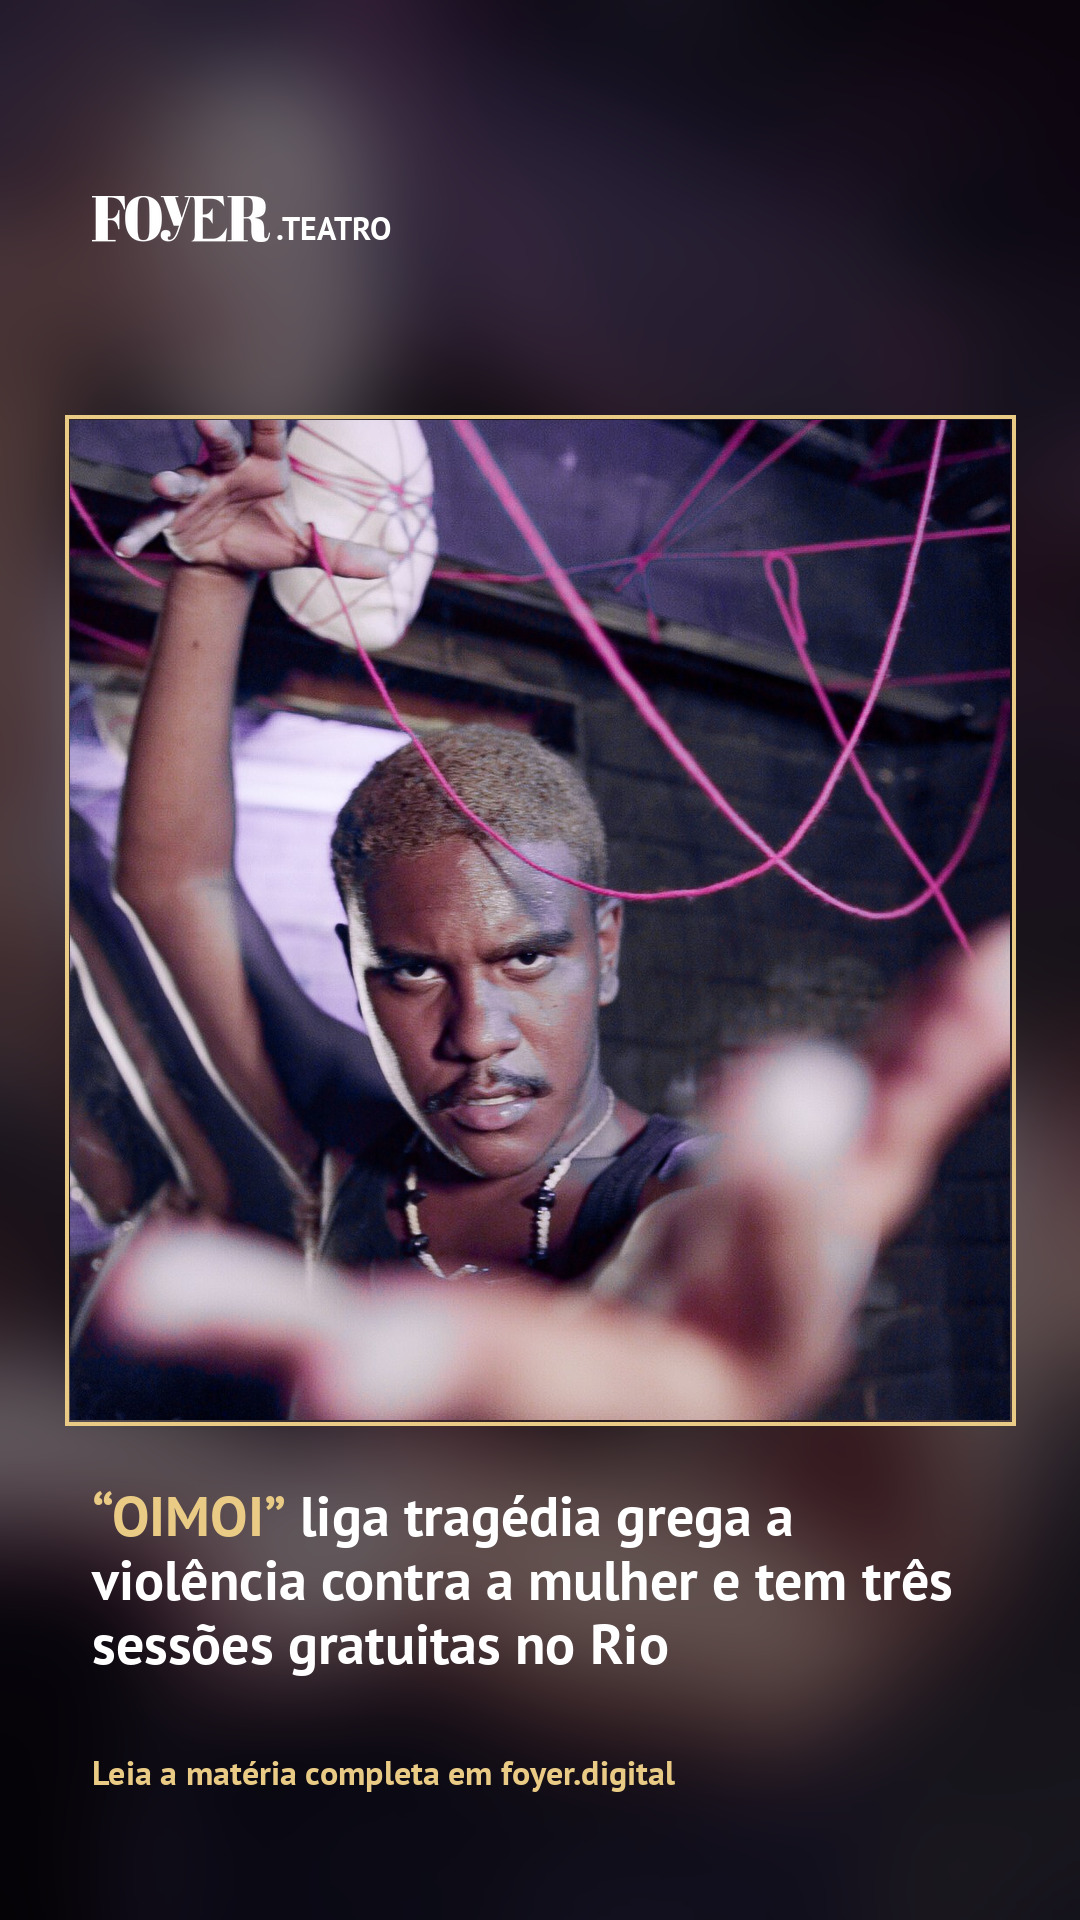 FOYER .TEATRO
“OIMOI” liga tragédia grega a
violência contra a mulher e tem três
sessões gratuitas no Rio
Leia a matéria completa em foyer.digital